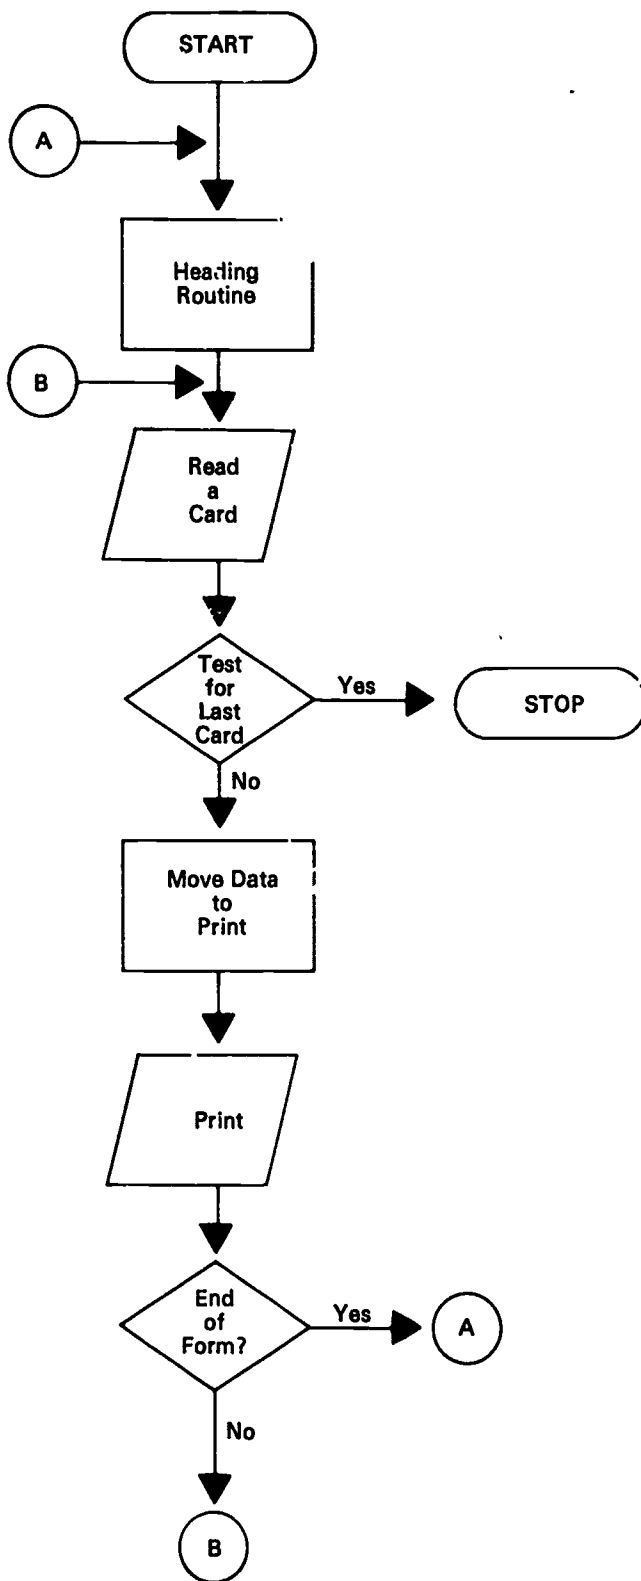 START
A
Heading
Routine
B
Read
a
Card
Test
for
Last
Card
Yes
STOP
No
Move Data
to
Print
Print
End
of
Form?
Yes
A
No
B